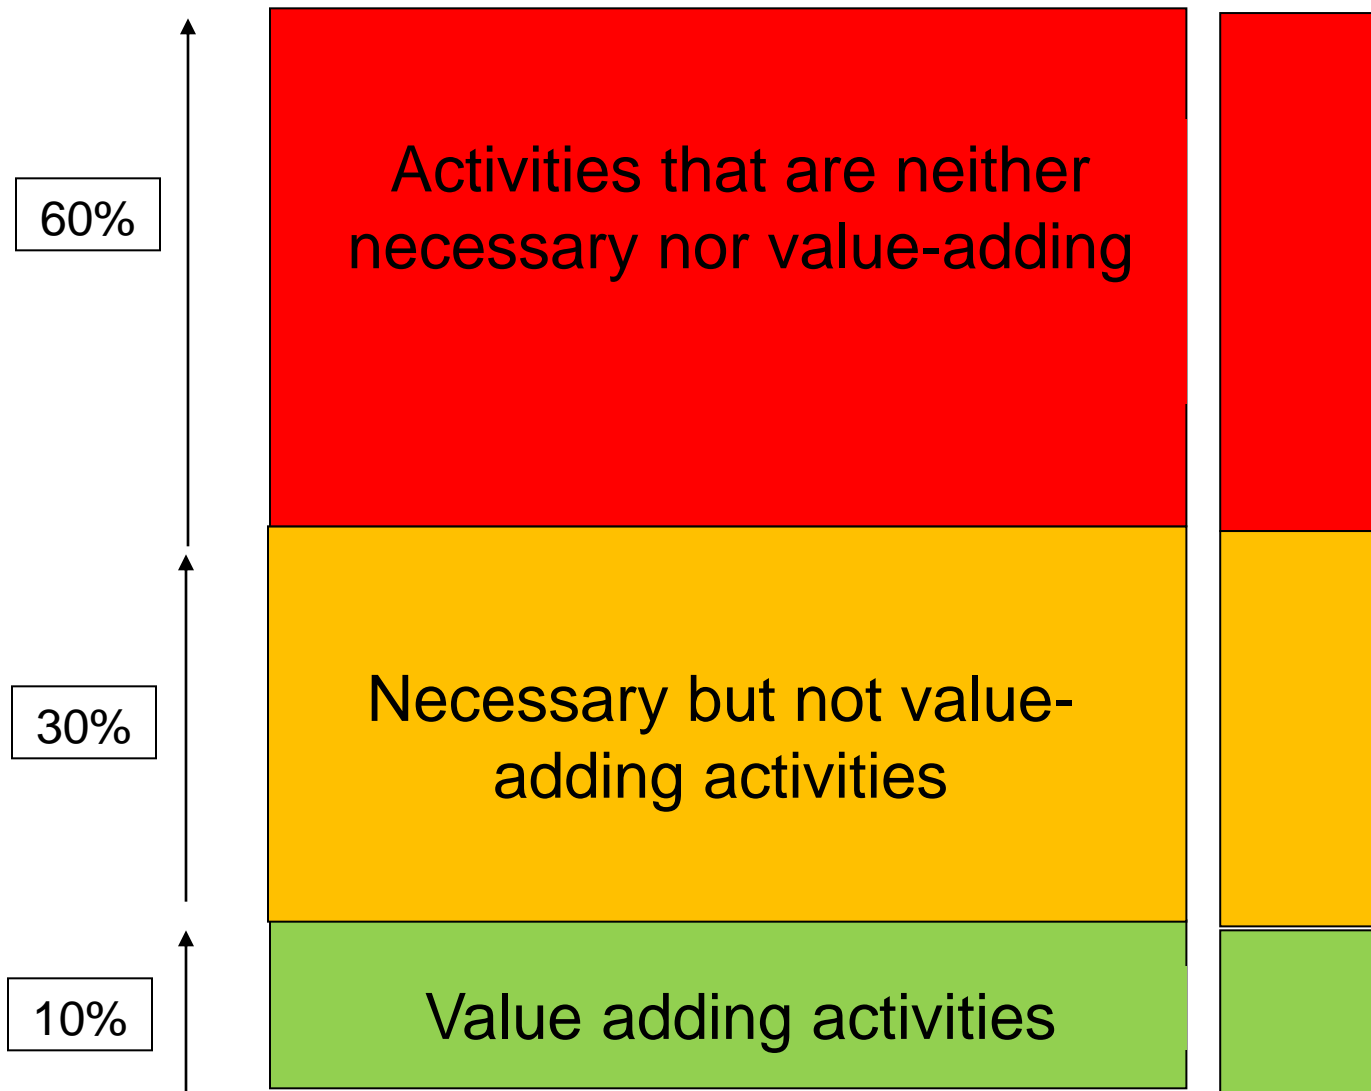 60%
Activities that are neither
necessary nor value-adding
30%
Necessary but not value-
adding activities
10%
Value adding activities